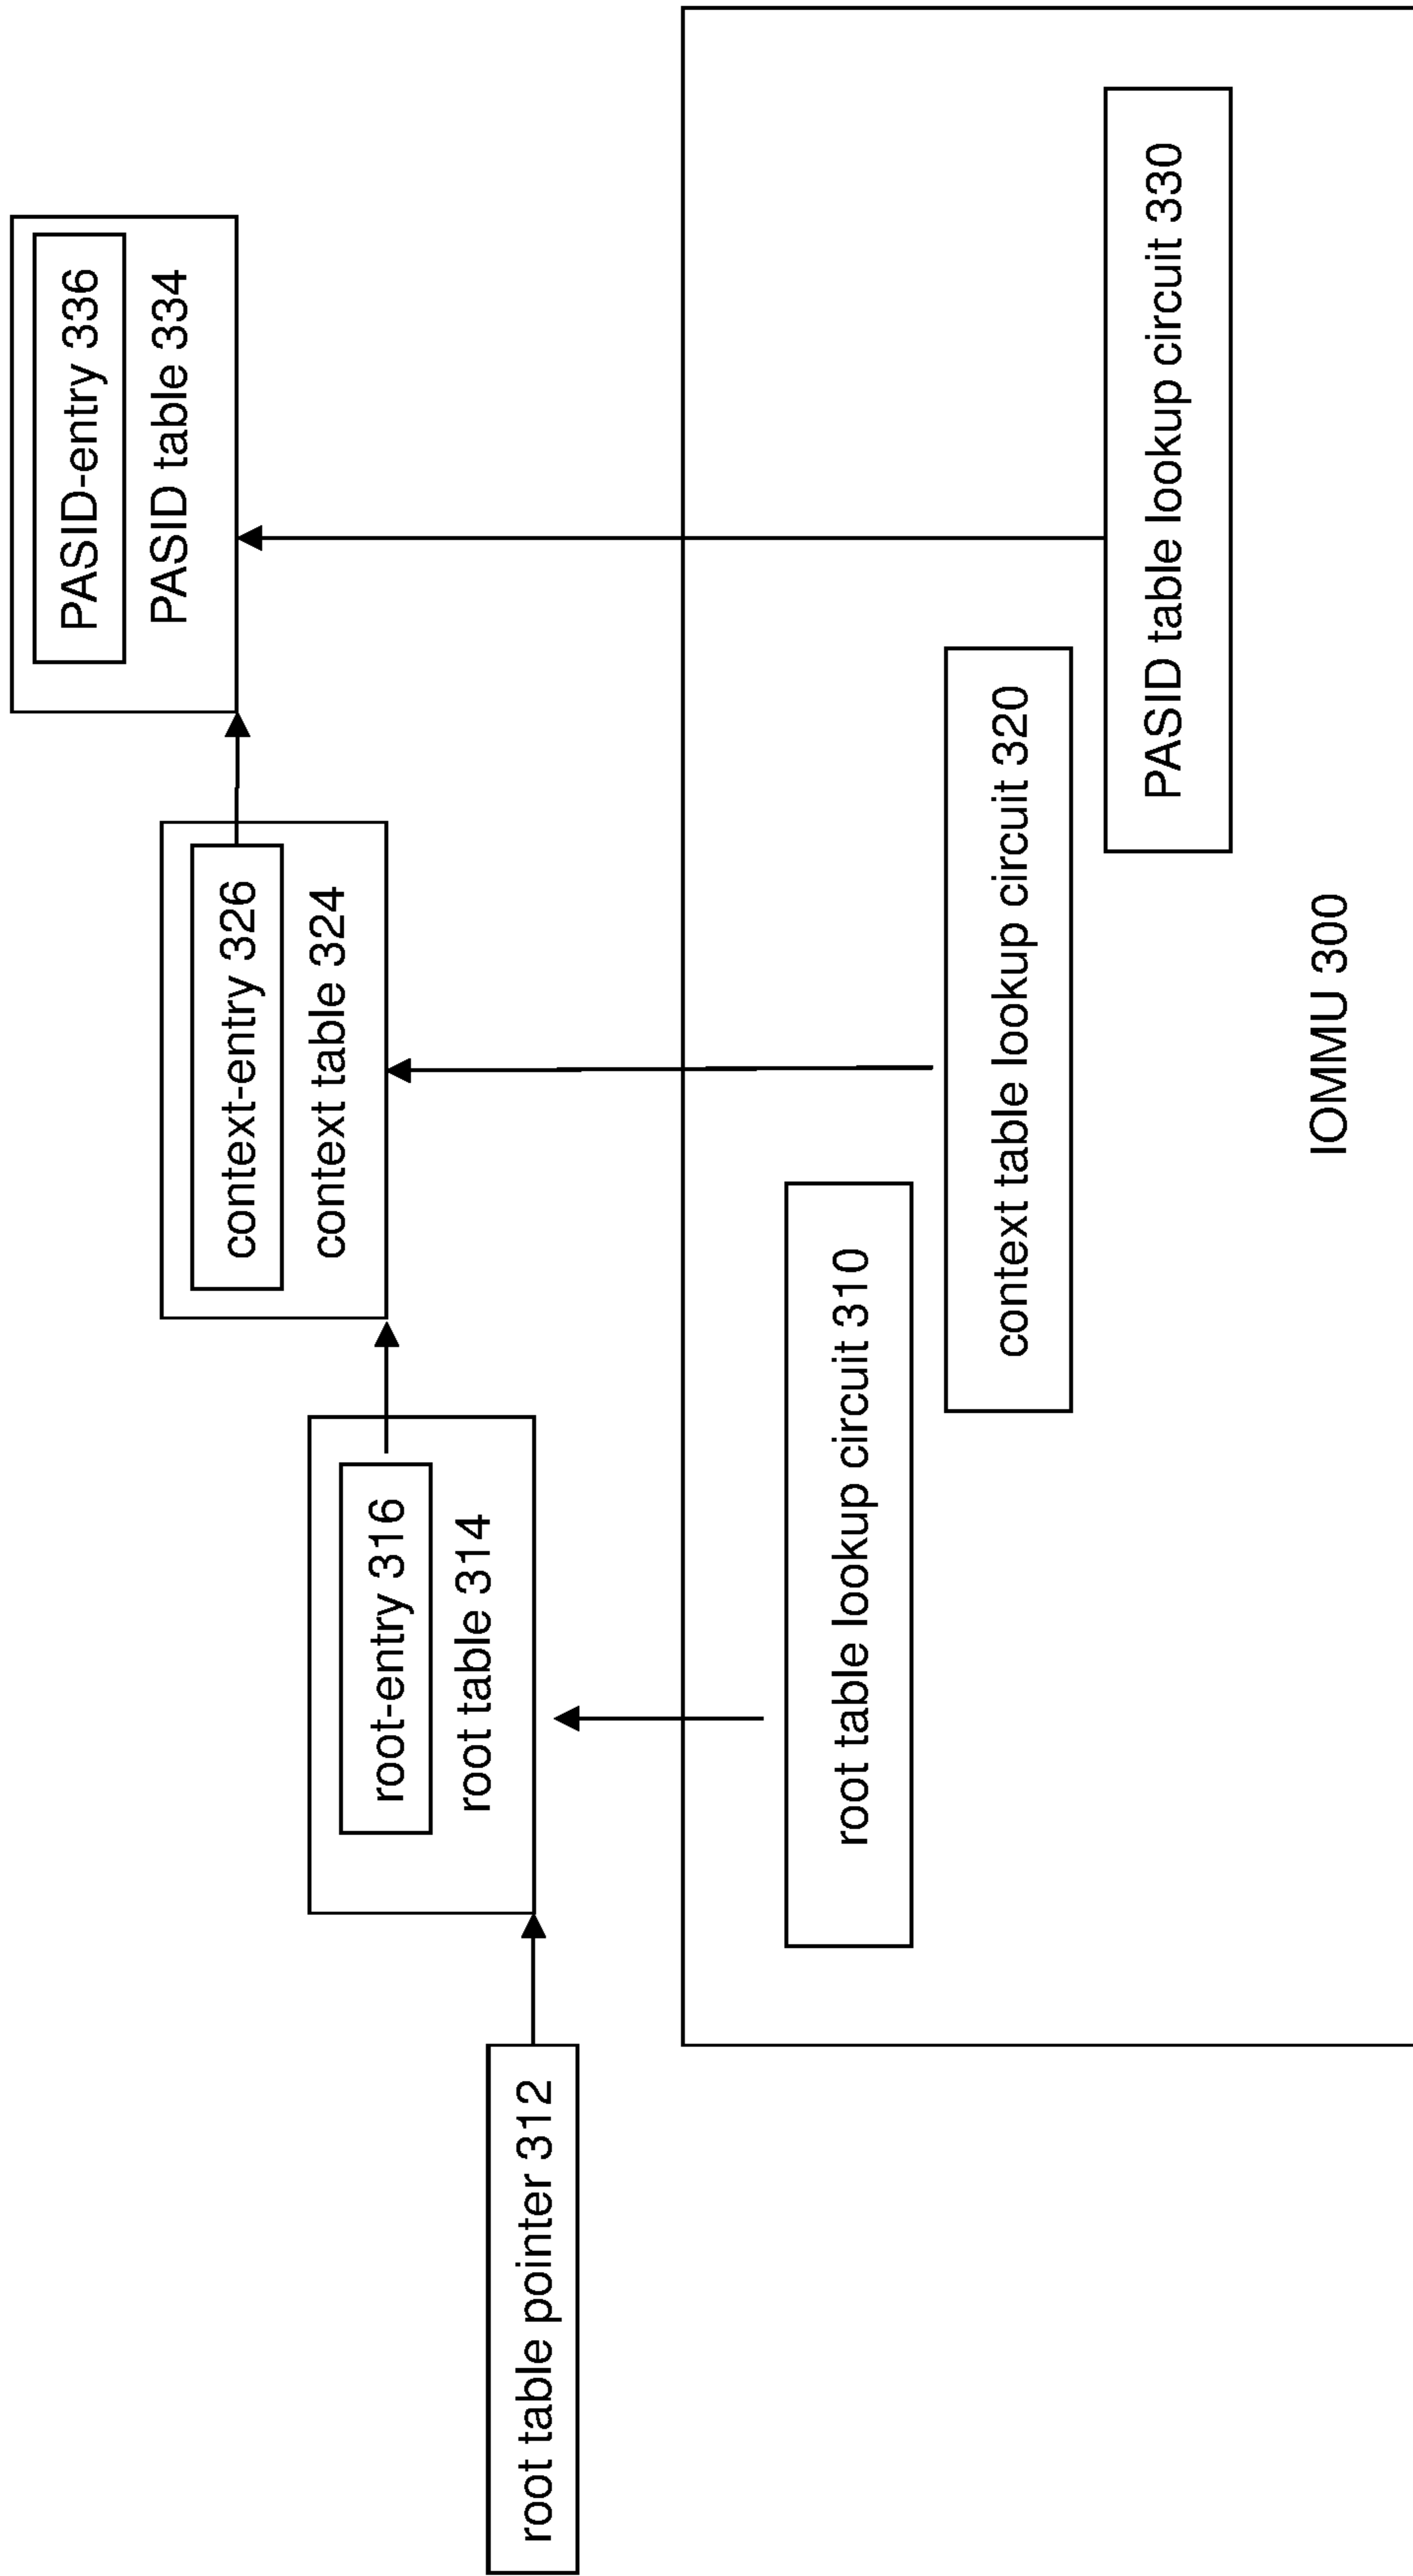 PASID-entry 336
PASID table 334
context-entry 326
context table 324
root-entry 316
root table 314
root table pointer 312
root table lookup circuit 310
context table lookup circuit 320
PASID table lookup circuit 330
IOMMU 300